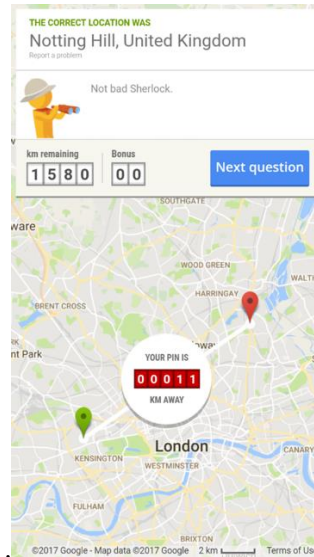 THE CORRECT LOCATION WAS
Notting Hill, United Kingdom
Report a problem
Not bad Sherlock.
km remaining
Bonus
1580
00
Next question
SOUTHGATE
ware
WOOD GREEN
WALT
HARRINGAY
BRENT CROSS
nt Park
YOUR PIN IS
00011
KM AWAY
London
KENSINGTON
WESTMINSTER
CANARY
FULHAM
BRIXTON
©2017 Google - Map data ©2017 Google 2 km Terms of Us